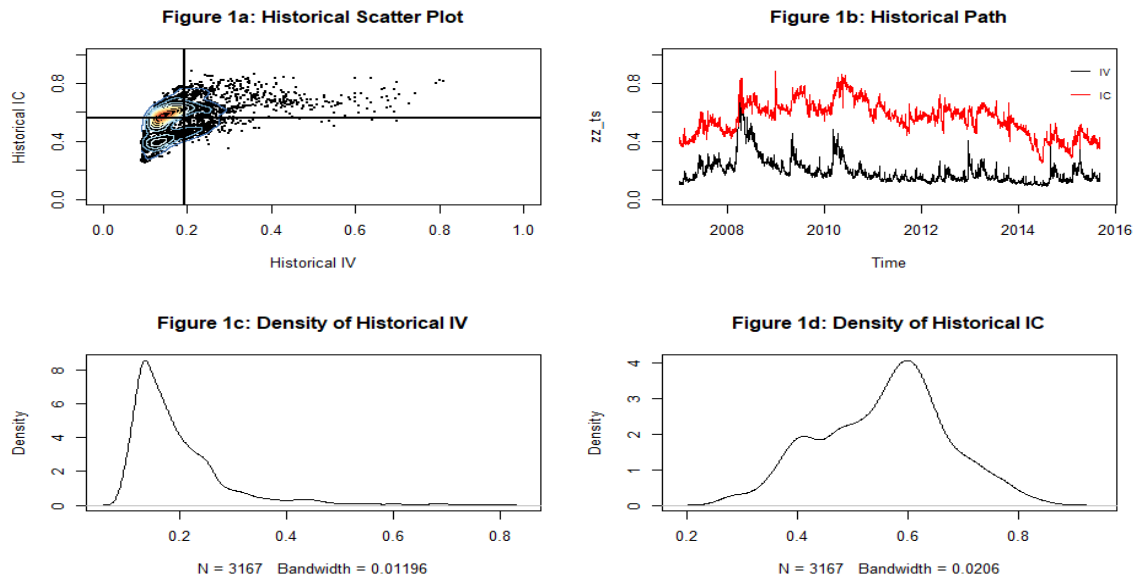 Figure 1a: Historical Scatter Plot
Historical IC
0.0 0.4 0.8
0.0 0.2 0.4 0.6 0.8 1.0
Historical IV
Figure 1b: Historical Path
zz_ts
0.0 0.4 0.8
IV
IC
2008 2010 2012 2014 2016
Time
Figure 1c: Density of Historical IV
Density
0 2 4 6 8
0.2 0.4 0.6 0.8
N = 3167 Bandwidth = 0.01196
Figure 1d: Density of Historical IC
Density
0 1 2 3 4
0.2 0.4 0.6 0.8
N = 3167 Bandwidth = 0.0206